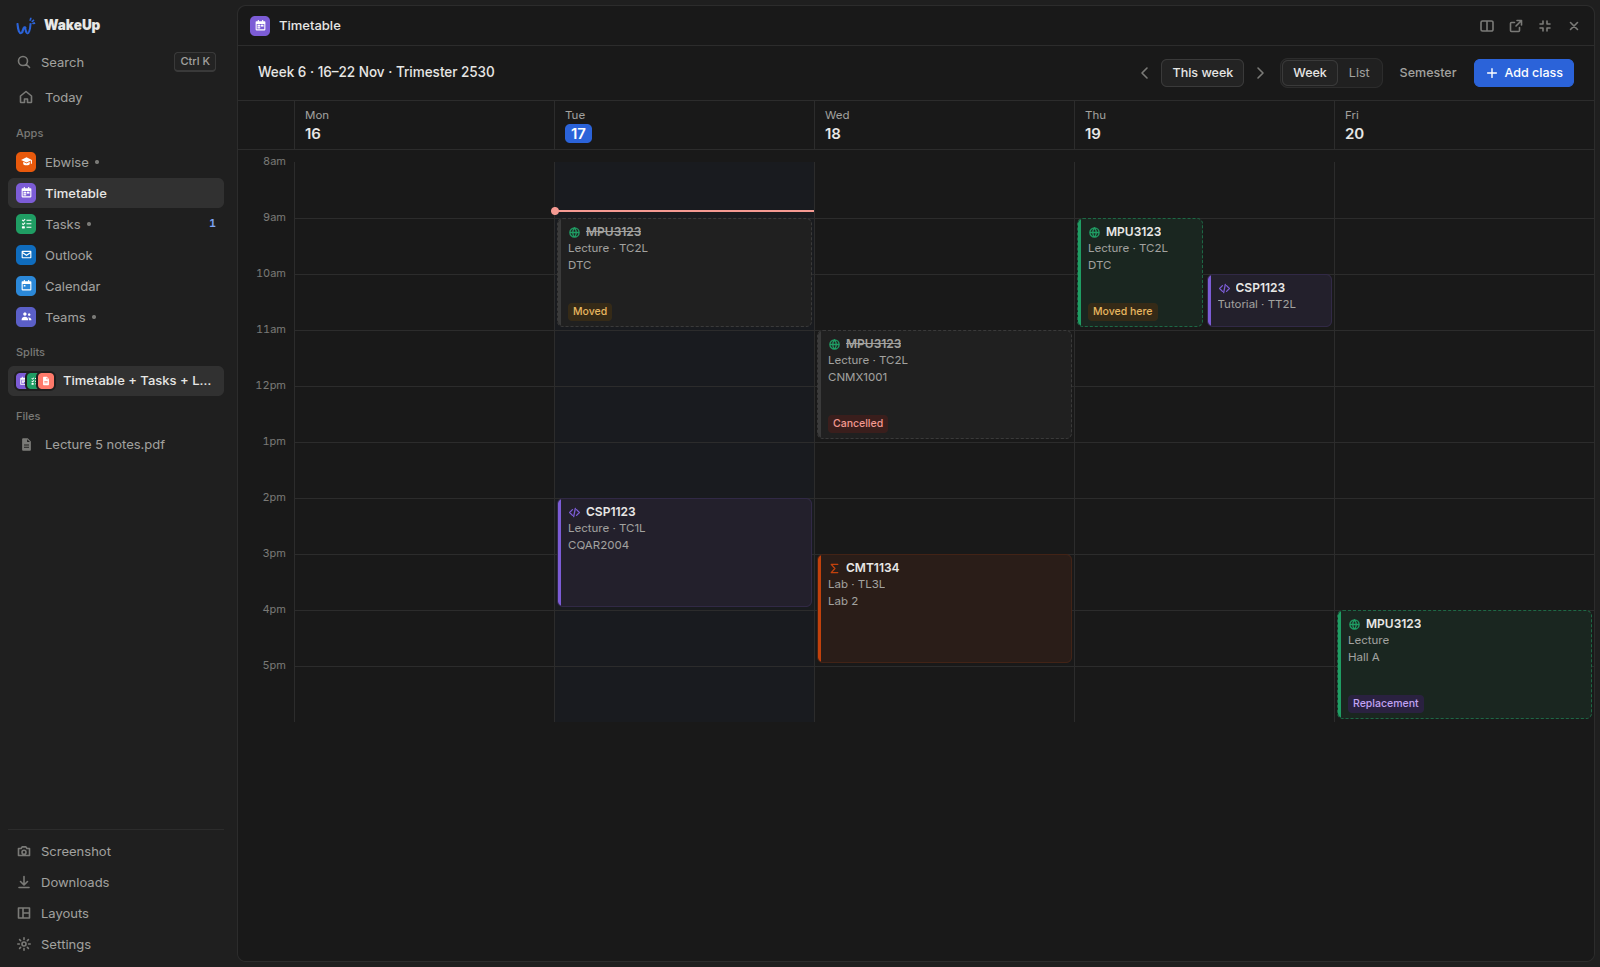 WakeUp
Search
Ctrl K
Today
Apps
Ebwise
Timetable
Tasks
1
Outlook
Calendar
Teams
Splits
Timetable + Tasks + L...
Files
Lecture 5 notes.pdf
Screenshot
Downloads
Layouts
Settings
Timetable
Week 6 · 16–22 Nov · Trimester 2530
This week
Week
List
Semester
+ Add class
Mon
16
Tue
17
Wed
18
Thu
19
Fri
20
8am
9am
10am
11am
12pm
1pm
2pm
3pm
4pm
5pm
MPU3123
Lecture · TC2L
DTC
Moved
CSP1123
Lecture · TC1L
CQAR2004
MPU3123
Lecture · TC2L
CNMX1001
Cancelled
CMT1134
Lab · TL3L
Lab 2
MPU3123
Lecture · TC2L
DTC
Moved here
CSP1123
Tutorial · TT2L
MPU3123
Lecture
Hall A
Replacement